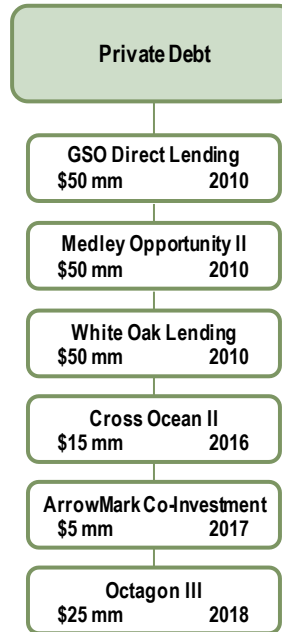 Private Debt
GSO Direct Lending
$50 mm 2010
Medley Opportunity II
$50 mm 2010
White Oak Lending
$50 mm 2010
Cross Ocean II
$15 mm 2016
ArrowMark Co-Investment
$5 mm 2017
Octagon III
$25 mm 2018